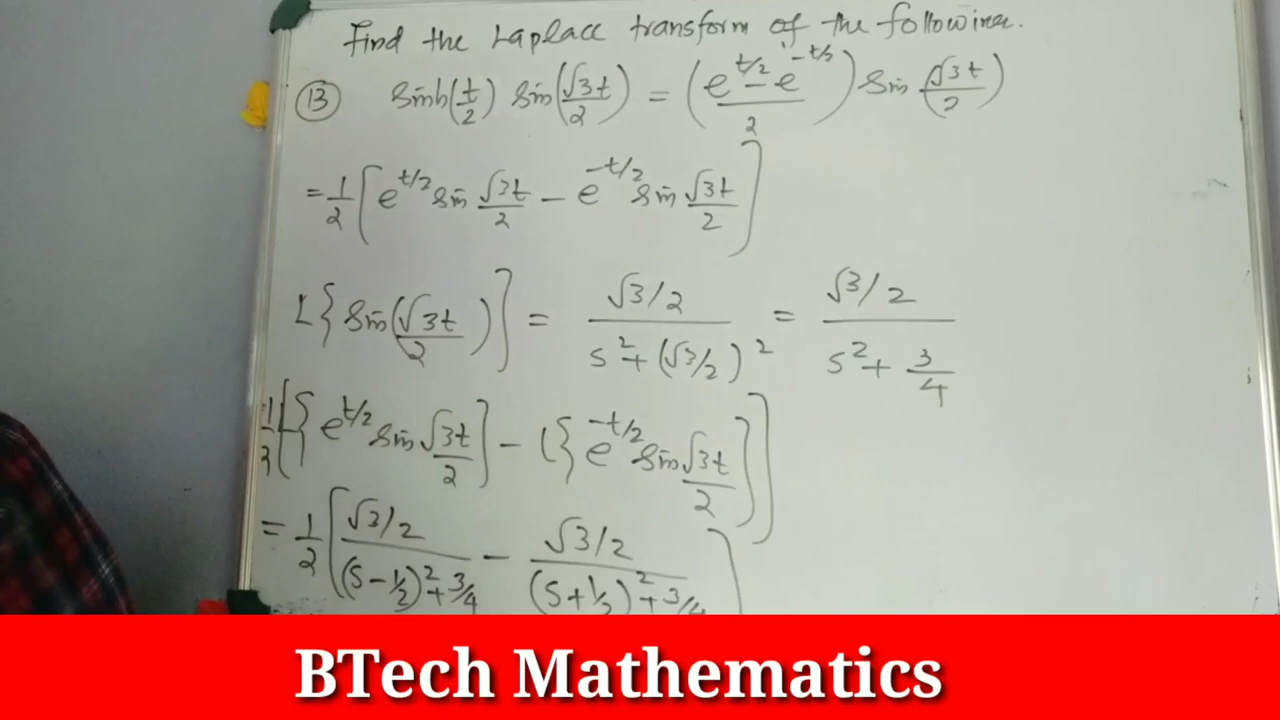 Find the Laplace transform of the following.
(13) sinh(t/2) sin(√3t/2) = (e^{t/2} - e^{-t/2} / 2) sin(√3t/2)
= 1/2 [e^{t/2} sin √3t/2 - e^{-t/2} sin √3t/2]
L{sin(√3t/2)} = √3/2 / s² + (√3/2)² = √3/2 / s² + 3/4
1/2 [L{e^{t/2} sin √3t/2} - L{e^{-t/2} sin √3t/2}]
= 1/2 [√3/2 / (s - 1/2)² + 3/4 - √3/2 / (s + 1/2)² + 3/4]
BTech Mathematics